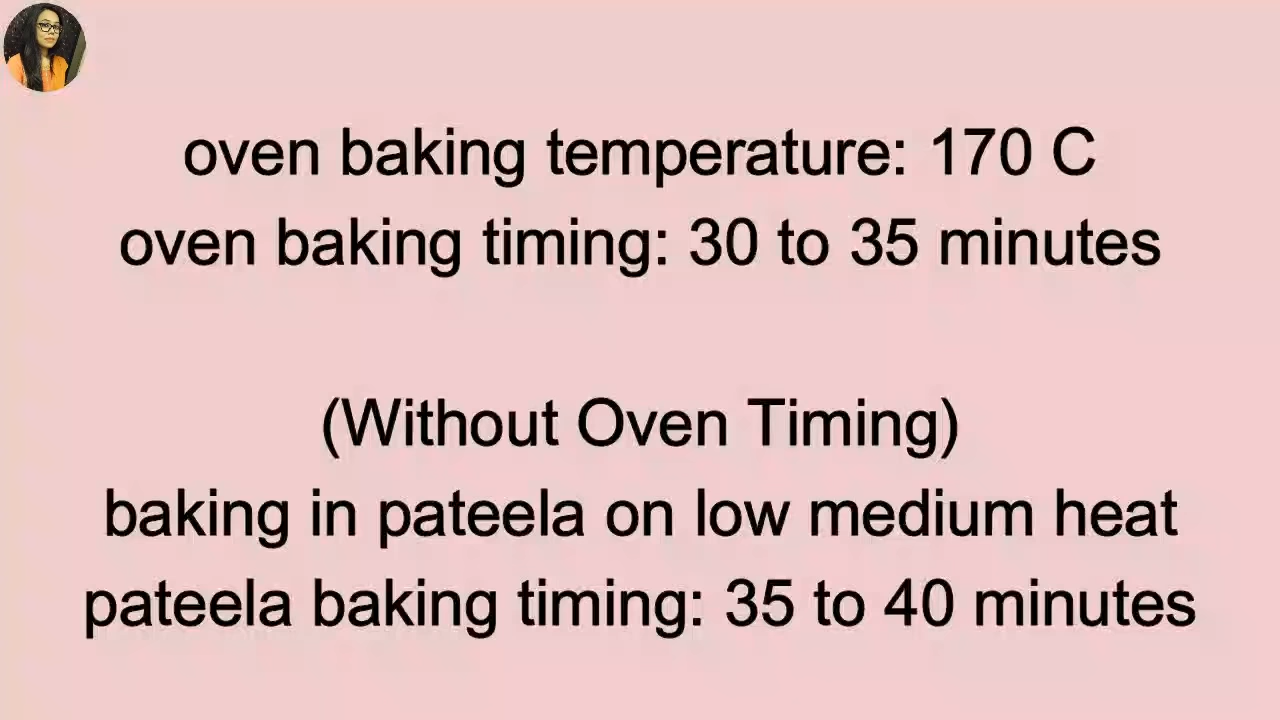 oven baking temperature: 170 C
oven baking timing: 30 to 35 minutes
(Without Oven Timing)
baking in pateela on low medium heat
pateela baking timing: 35 to 40 minutes